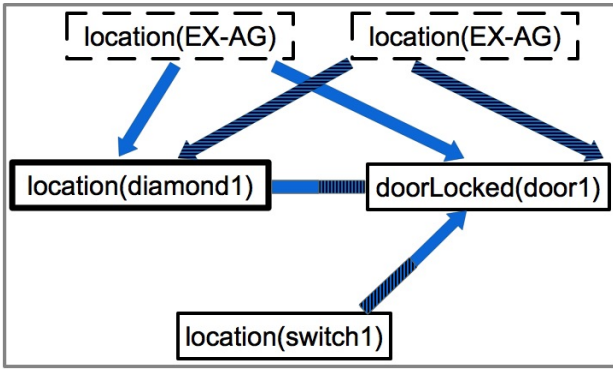 location(EX-AG)
location(EX-AG)
location(diamond1)
doorLocked(door1)
location(switch1)